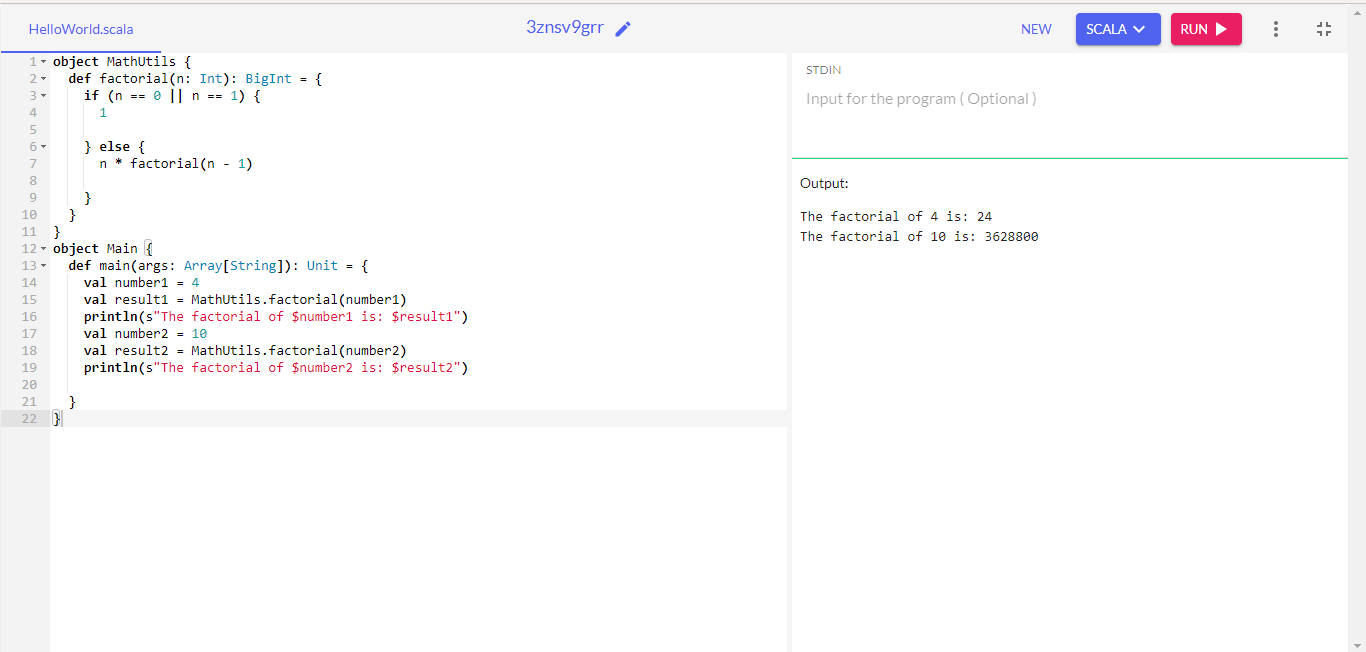 HelloWorld.scala
3znsv9grr
NEW
SCALA
RUN
1 object MathUtils {
2   def factorial(n: Int): BigInt = {
3     if (n == 0 || n == 1) {
4       1
5
6     } else {
7       n * factorial(n - 1)
8
9     }
10   }
11 }
12 object Main {
13   def main(args: Array[String]): Unit = {
14     val number1 = 4
15     val result1 = MathUtils.factorial(number1)
16     println(s"The factorial of $number1 is: $result1")
17     val number2 = 10
18     val result2 = MathUtils.factorial(number2)
19     println(s"The factorial of $number2 is: $result2")
20
21   }
22 }
STDIN
Input for the program ( Optional )
Output:
The factorial of 4 is: 24
The factorial of 10 is: 3628800